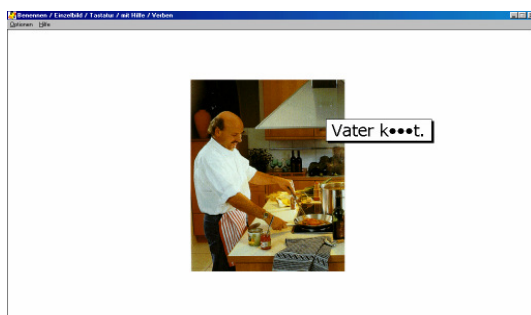 Benennen / Einzelbild / Tastatur / mit Hilfe / Verben
Optionen Hilfe
Vater k●●●t.